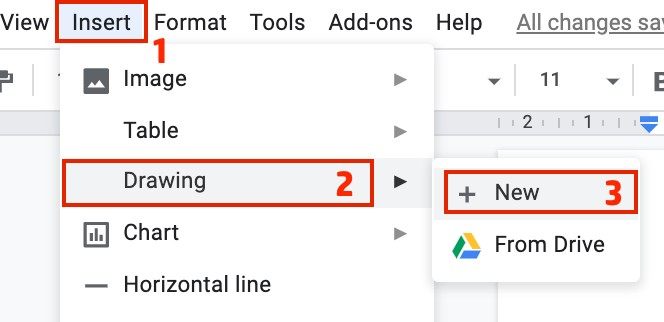 View Insert Format Tools Add-ons Help All changes sav
1
Image
11 B
Table
2 1
Drawing 2
New 3
Chart
From Drive
Horizontal line